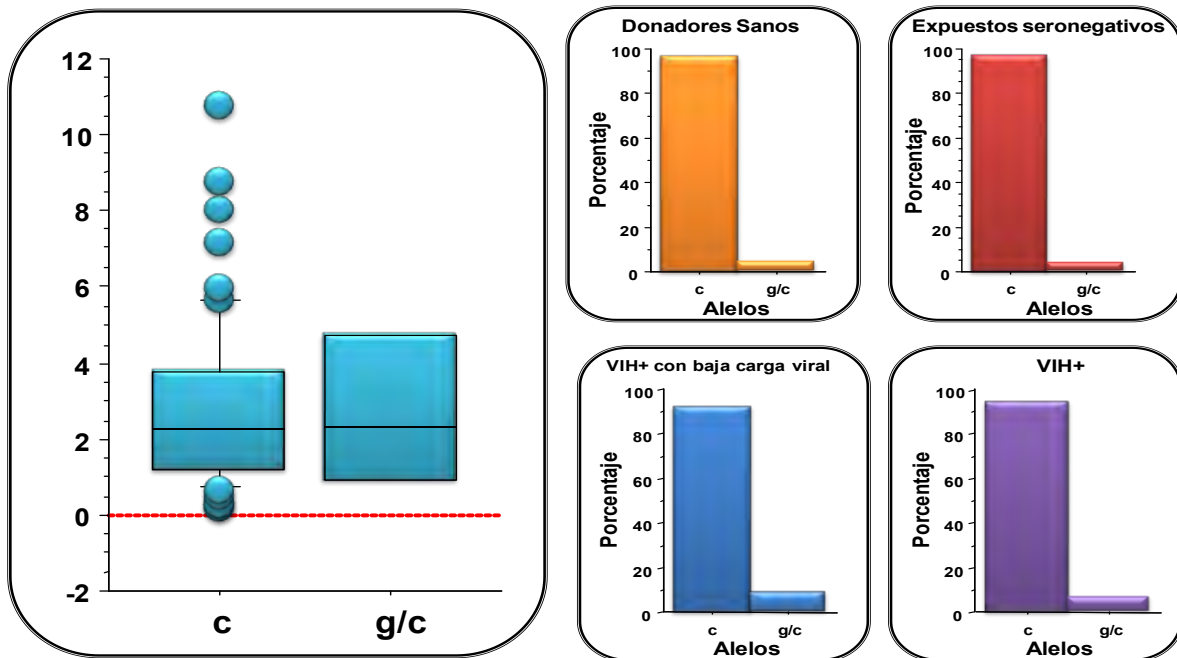 12
10
8
6
4
2
0
-2
c g/c
Donadores Sanos
Porcentaje
100
80
60
40
20
0
c g/c
Alelos
Expuestos seronegativos
Porcentaje
100
80
60
40
20
0
c g/c
Alelos
VIH+ con baja carga viral
Porcentaje
100
80
60
40
20
0
c g/c
Alelos
VIH+
Porcentaje
100
80
60
40
20
0
c g/c
Alelos